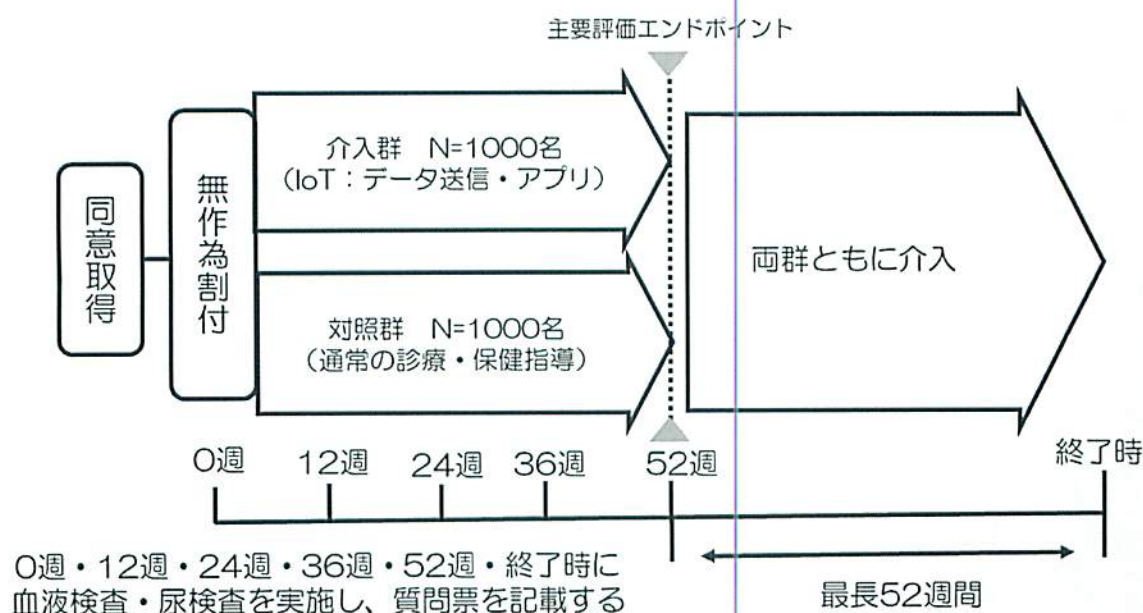 主要評価エンドポイント
同意取得
無作為割付
介入群 N=1000名
（IoT：データ送信・アプリ）
対照群 N=1000名
（通常の診療・保健指導）
両群ともに介入
0週
12週
24週
36週
52週
終了時
0週・12週・24週・36週・52週・終了時に
血液検査・尿検査を実施し、質問票を記載する
最長52週間